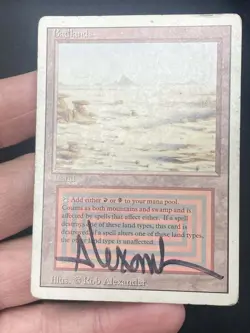 Badlands
Land
: Add either or to your mana pool.
Counts as both mountains and swamp and is
affected by spells that affect either. If a spell
destroys one of these land types, this card is
destroyed; if a spell alters one of these land types,
the other type is unaffected.
Alexand
Illus. © Rob Alexander